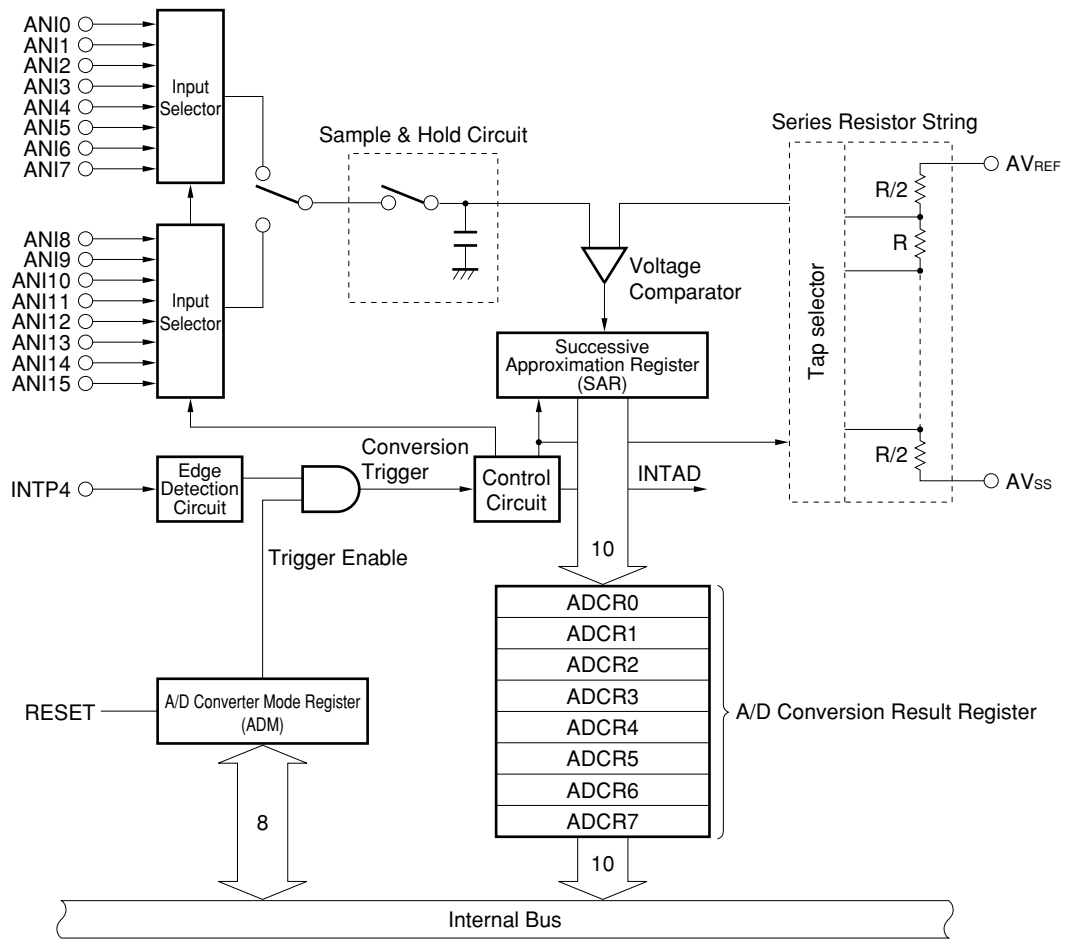 ANI0
ANI1
ANI2
ANI3
ANI4
ANI5
ANI6
ANI7
Input
Selector
Sample & Hold Circuit
Series Resistor String
AVREF
R/2
R
Tap selector
R/2
AVSS
ANI8
ANI9
ANI10
ANI11
ANI12
ANI13
ANI14
ANI15
Input
Selector
Voltage
Comparator
Successive
Approximation Register
(SAR)
INTP4
Edge
Detection
Circuit
Conversion
Trigger
Control
Circuit
INTAD
Trigger Enable
10
ADCR0
ADCR1
ADCR2
ADCR3
ADCR4
ADCR5
ADCR6
ADCR7
A/D Conversion Result Register
RESET
A/D Converter Mode Register
(ADM)
8
10
Internal Bus